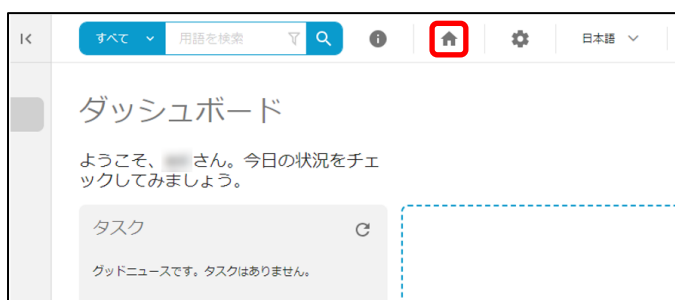 すべて 用語を検索 日本語
ダッシュボード
ようこそ、 さん。今日の状況をチェ
ックしてみましょう。
タスク
グッドニュースです。タスクはありません。